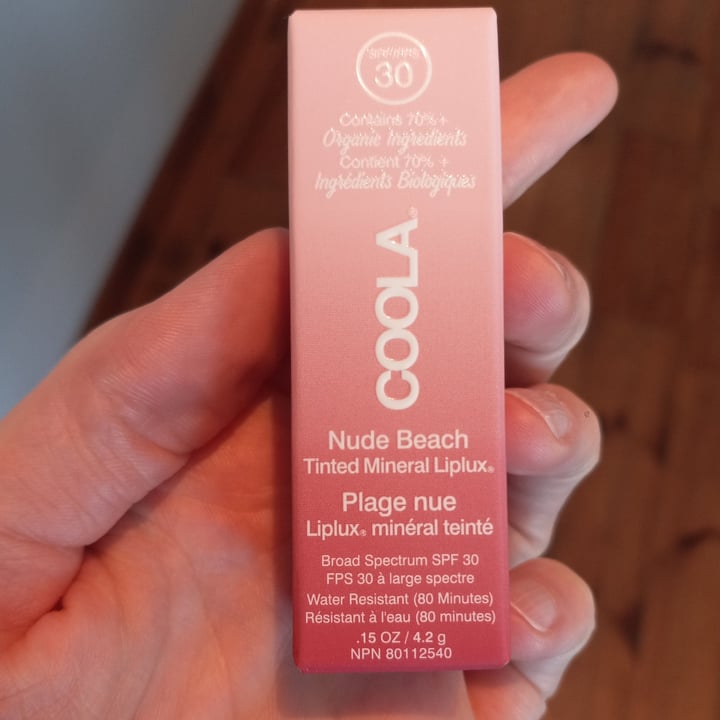 SPF/FPS
30
Contains 70%+
Organic Ingredients
Contient 70% +
Ingrédients Biologiques
COOLA®
Nude Beach
Tinted Mineral Liplux®
Plage nue
Liplux® minéral teinté
Broad Spectrum SPF 30
FPS 30 à large spectre
Water Resistant (80 Minutes)
Résistant à l'eau (80 minutes)
.15 OZ / 4.2 g
NPN 80112540